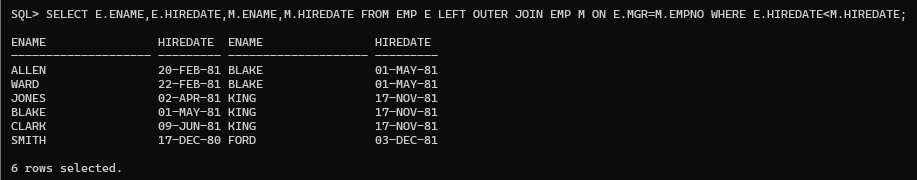 SQL> SELECT E.ENAME,E.HIREDATE,M.ENAME,M.HIREDATE FROM EMP E LEFT OUTER JOIN EMP M ON E.MGR=M.EMPNO WHERE E.HIREDATE<M.HIREDATE;
ENAME HIREDATE ENAME HIREDATE
-------------------- --------- -------------------- ---------
ALLEN 20-FEB-81 BLAKE 01-MAY-81
WARD 22-FEB-81 BLAKE 01-MAY-81
JONES 02-APR-81 KING 17-NOV-81
BLAKE 01-MAY-81 KING 17-NOV-81
CLARK 09-JUN-81 KING 17-NOV-81
SMITH 17-DEC-80 FORD 03-DEC-81
6 rows selected.